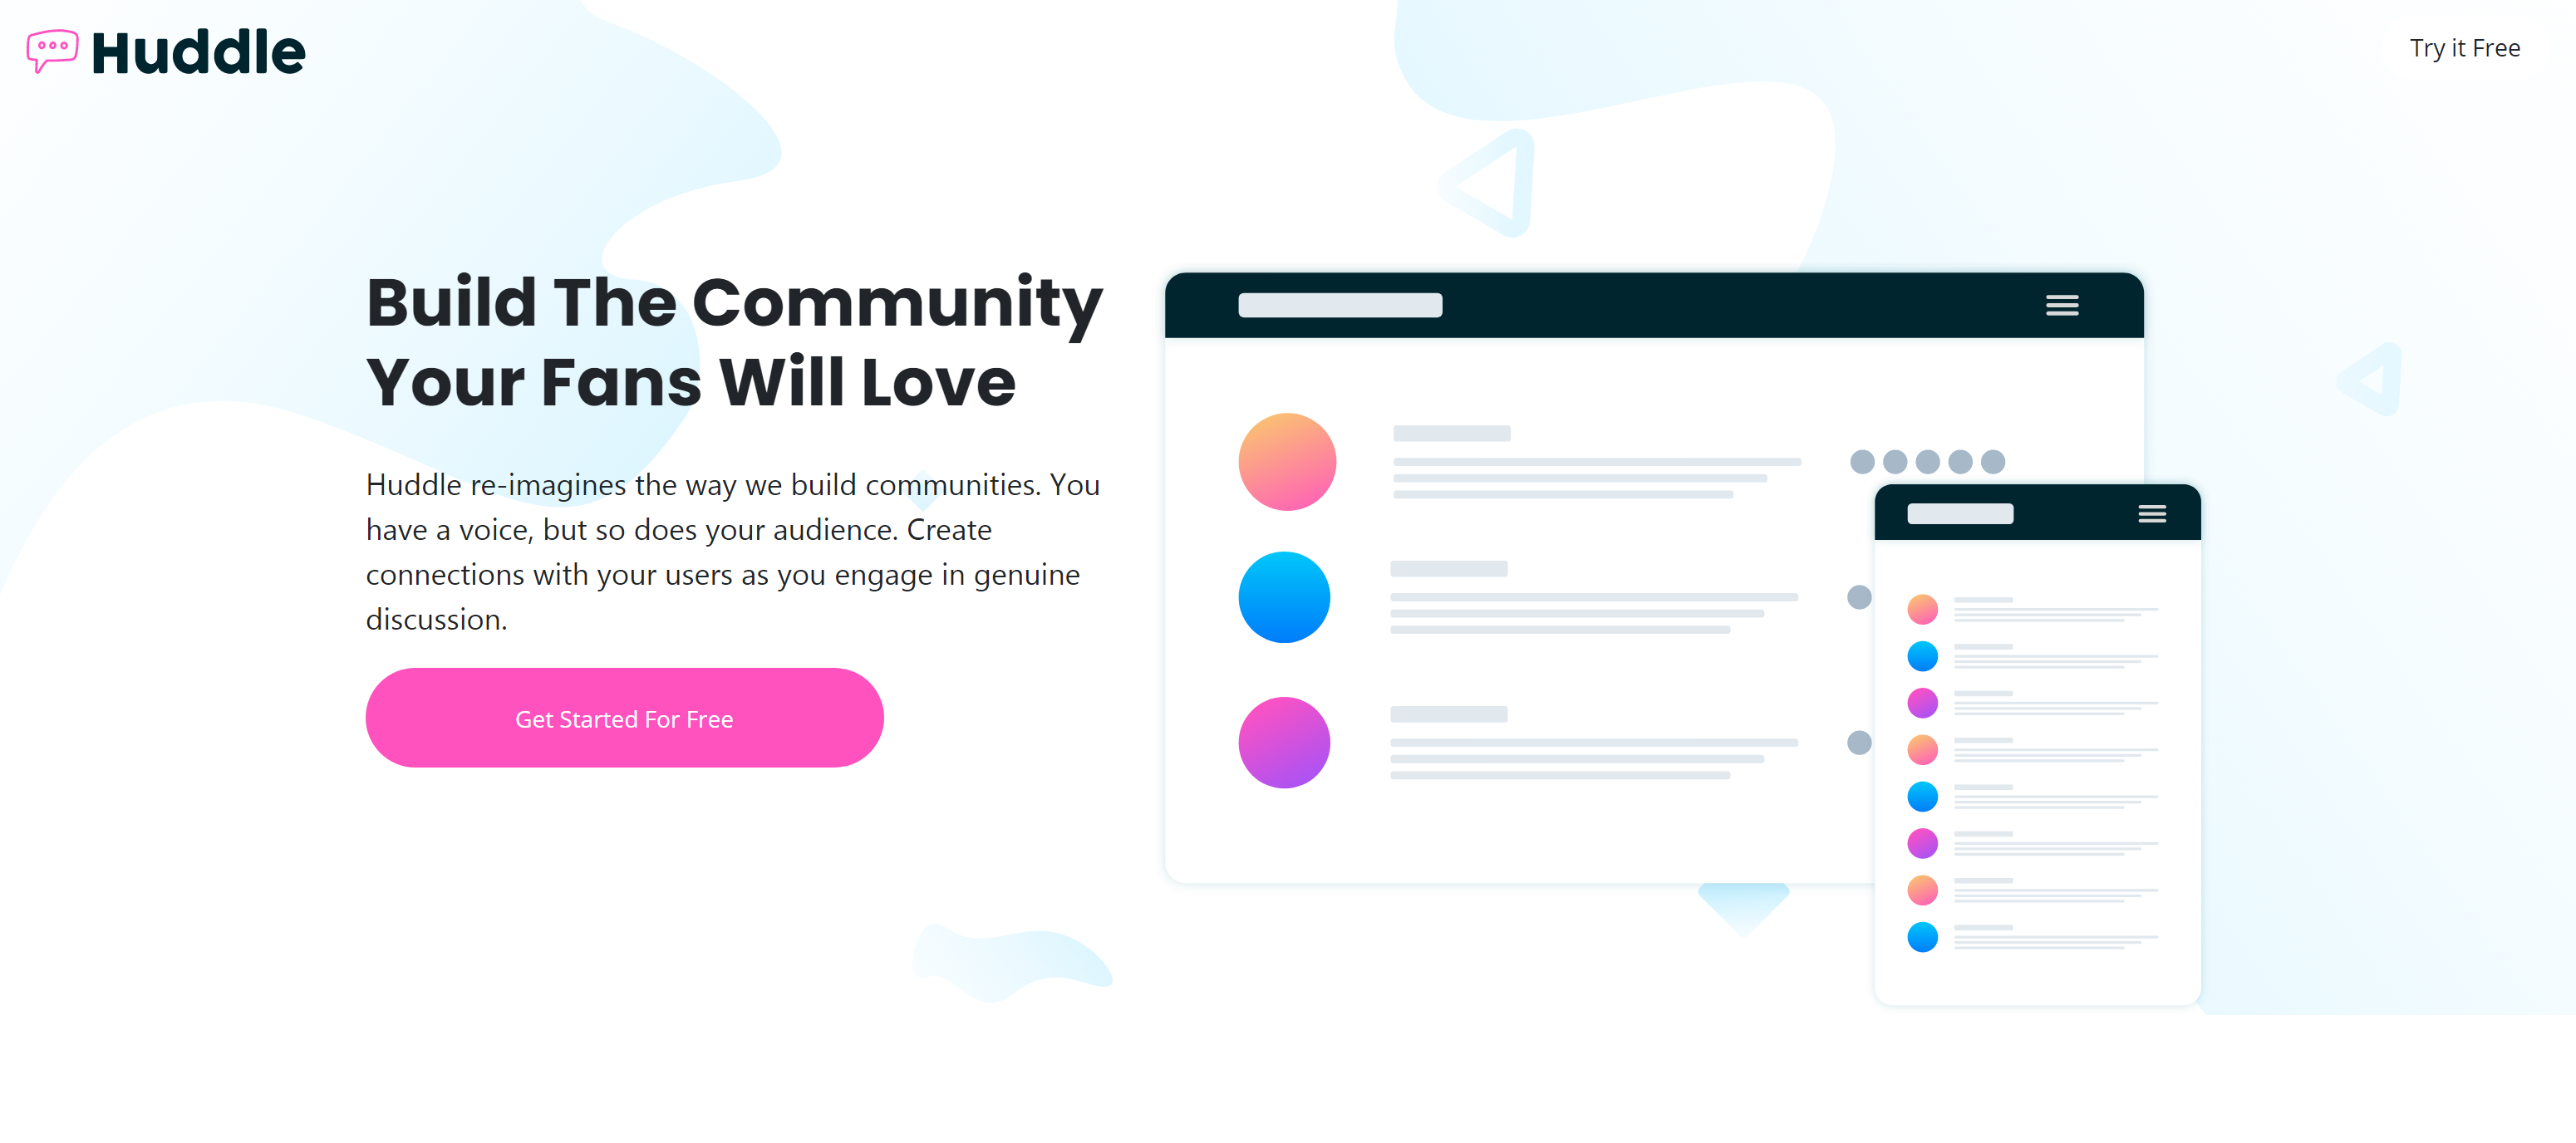 Huddle
Try it Free
Build The Community
Your Fans Will Love
Huddle re-imagines the way we build communities. You
have a voice, but so does your audience. Create
connections with your users as you engage in genuine
discussion.
Get Started For Free